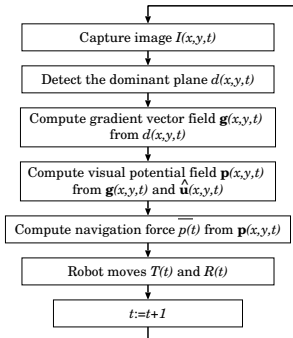 Capture image I(x,y,t)
Detect the dominant plane d(x,y,t)
Compute gradient vector field g(x,y,t)
from d(x,y,t)
Compute visual potential field p(x,y,t)
from g(x,y,t) and û(x,y,t)
Compute navigation force p̅(̅t̅)̅ from p(x,y,t)
Robot moves T(t) and R(t)
t:=t+1